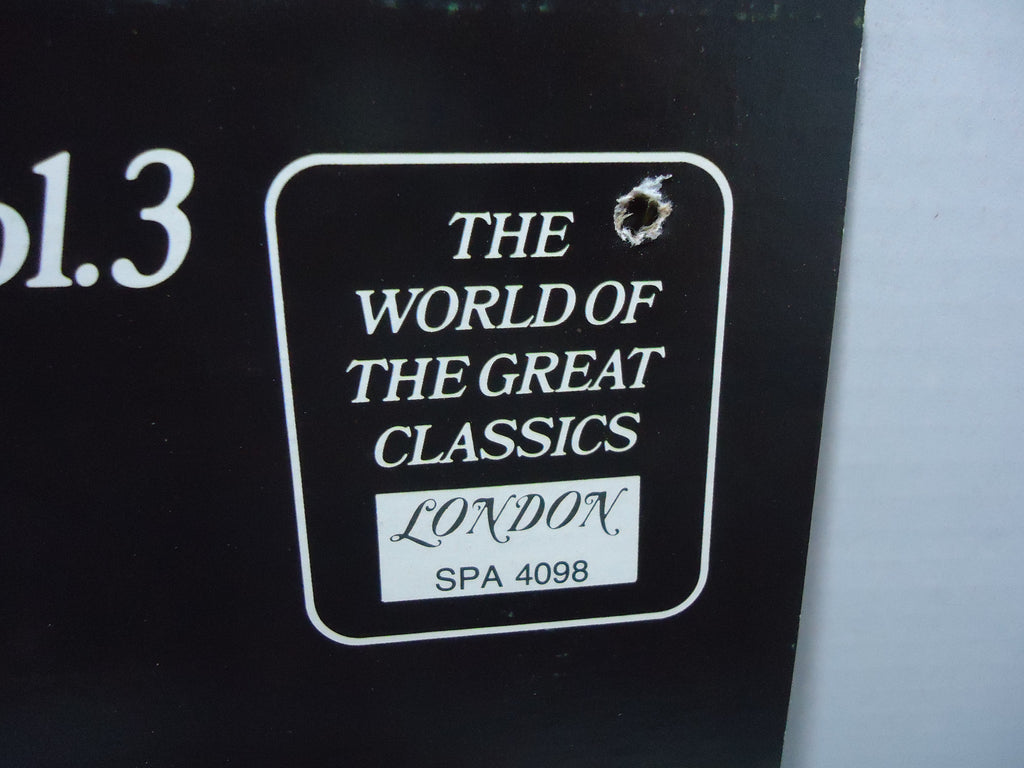 ol.3
THE
WORLD OF
THE GREAT
CLASSICS
LONDON
SPA 4098